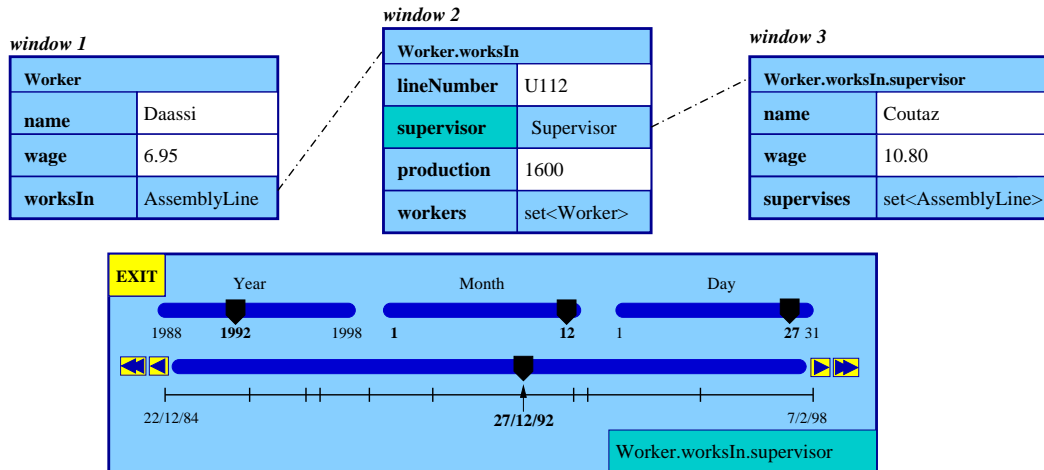 window 1
Worker
name Daassi
wage 6.95
worksIn AssemblyLine
window 2
Worker.worksIn
lineNumber U112
supervisor Supervisor
production 1600
workers set<Worker>
window 3
Worker.worksIn.supervisor
name Coutaz
wage 10.80
supervises set<AssemblyLine>
EXIT
Year Month Day
1988 1992 1998 1 12 1 27 31
22/12/84 27/12/92 7/2/98
Worker.worksIn.supervisor